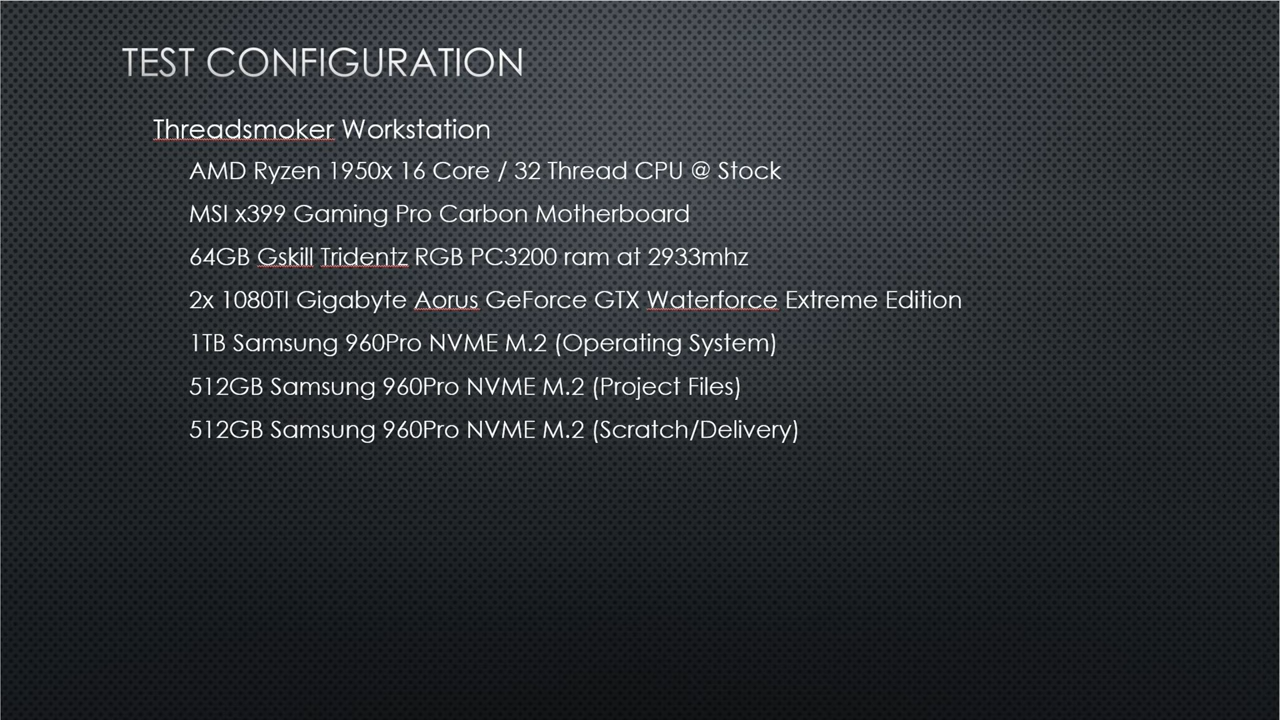 TEST CONFIGURATION
Threadsmoker Workstation
AMD Ryzen 1950x 16 Core / 32 Thread CPU @ Stock
MSI x399 Gaming Pro Carbon Motherboard
64GB Gskill Tridentz RGB PC3200 ram at 2933mhz
2x 1080TI Gigabyte Aorus GeForce GTX Waterforce Extreme Edition
1TB Samsung 960Pro NVME M.2 (Operating System)
512GB Samsung 960Pro NVME M.2 (Project Files)
512GB Samsung 960Pro NVME M.2 (Scratch/Delivery)